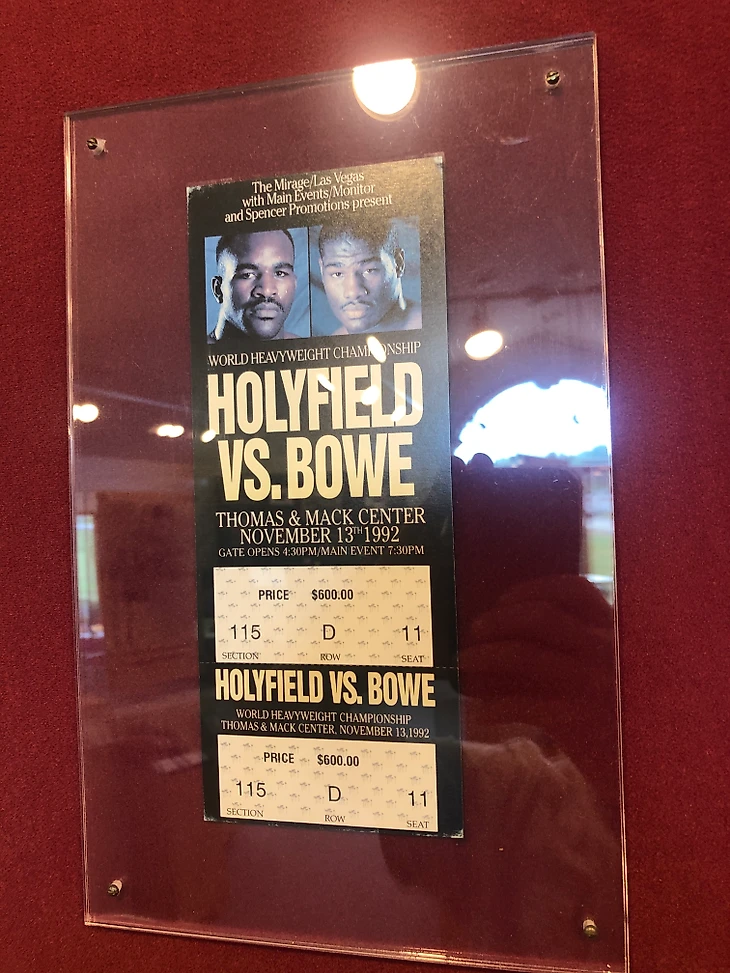 The Mirage/Las Vegas
with Main Events/Monitor
and Spencer Promotions present
WORLD HEAVYWEIGHT CHAMPIONSHIP
HOLYFIELD
VS. BOWE
THOMAS & MACK CENTER
NOVEMBER 13TH 1992
GATE OPENS 4:30PM/MAIN EVENT 7:30PM
PRICE $600.00
115 D 11
SECTION ROW SEAT
HOLYFIELD VS. BOWE
WORLD HEAVYWEIGHT CHAMPIONSHIP
THOMAS & MACK CENTER, NOVEMBER 13,1992
PRICE $600.00
115 D 11
SECTION ROW SEAT